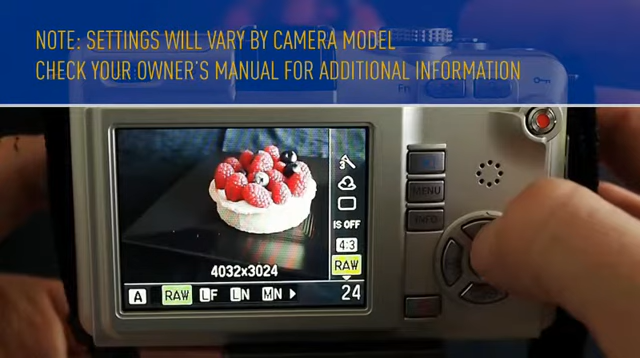 NOTE: SETTINGS WILL VARY BY CAMERA MODEL
CHECK YOUR OWNER'S MANUAL FOR ADDITIONAL INFORMATION
Fn
MENU
INFO
IS OFF
4:3
RAW
4032x3024
A RAW LF LN MN 24